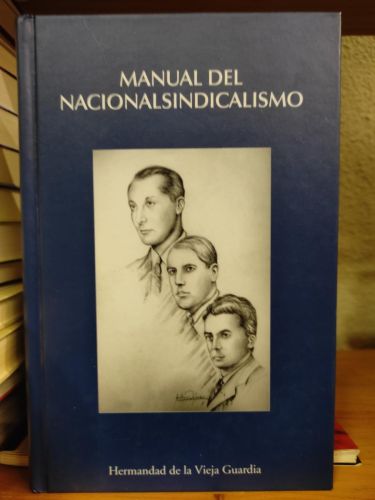 MANUAL DEL
NACIONALSINDICALISMO
Hermandad de la Vieja Guardia